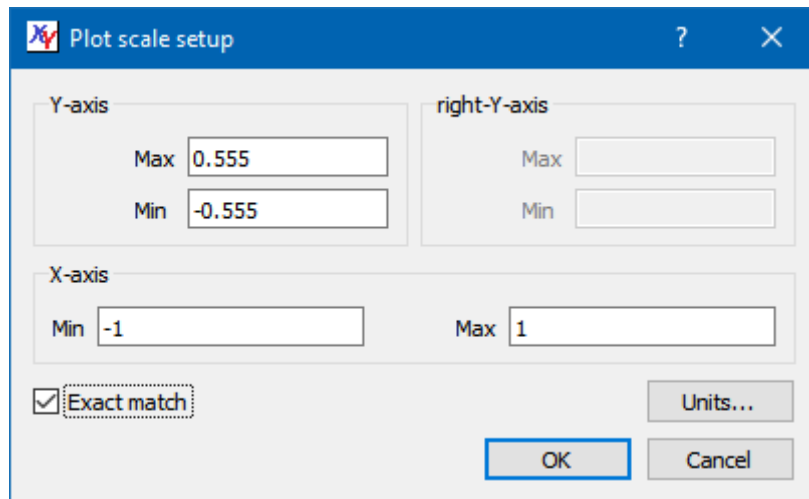 XY Plot scale setup ? ×
Y-axis
Max 0.555
Min -0.555
right-Y-axis
Max
Min
X-axis
Min -1 Max 1
Exact match Units...
OK Cancel